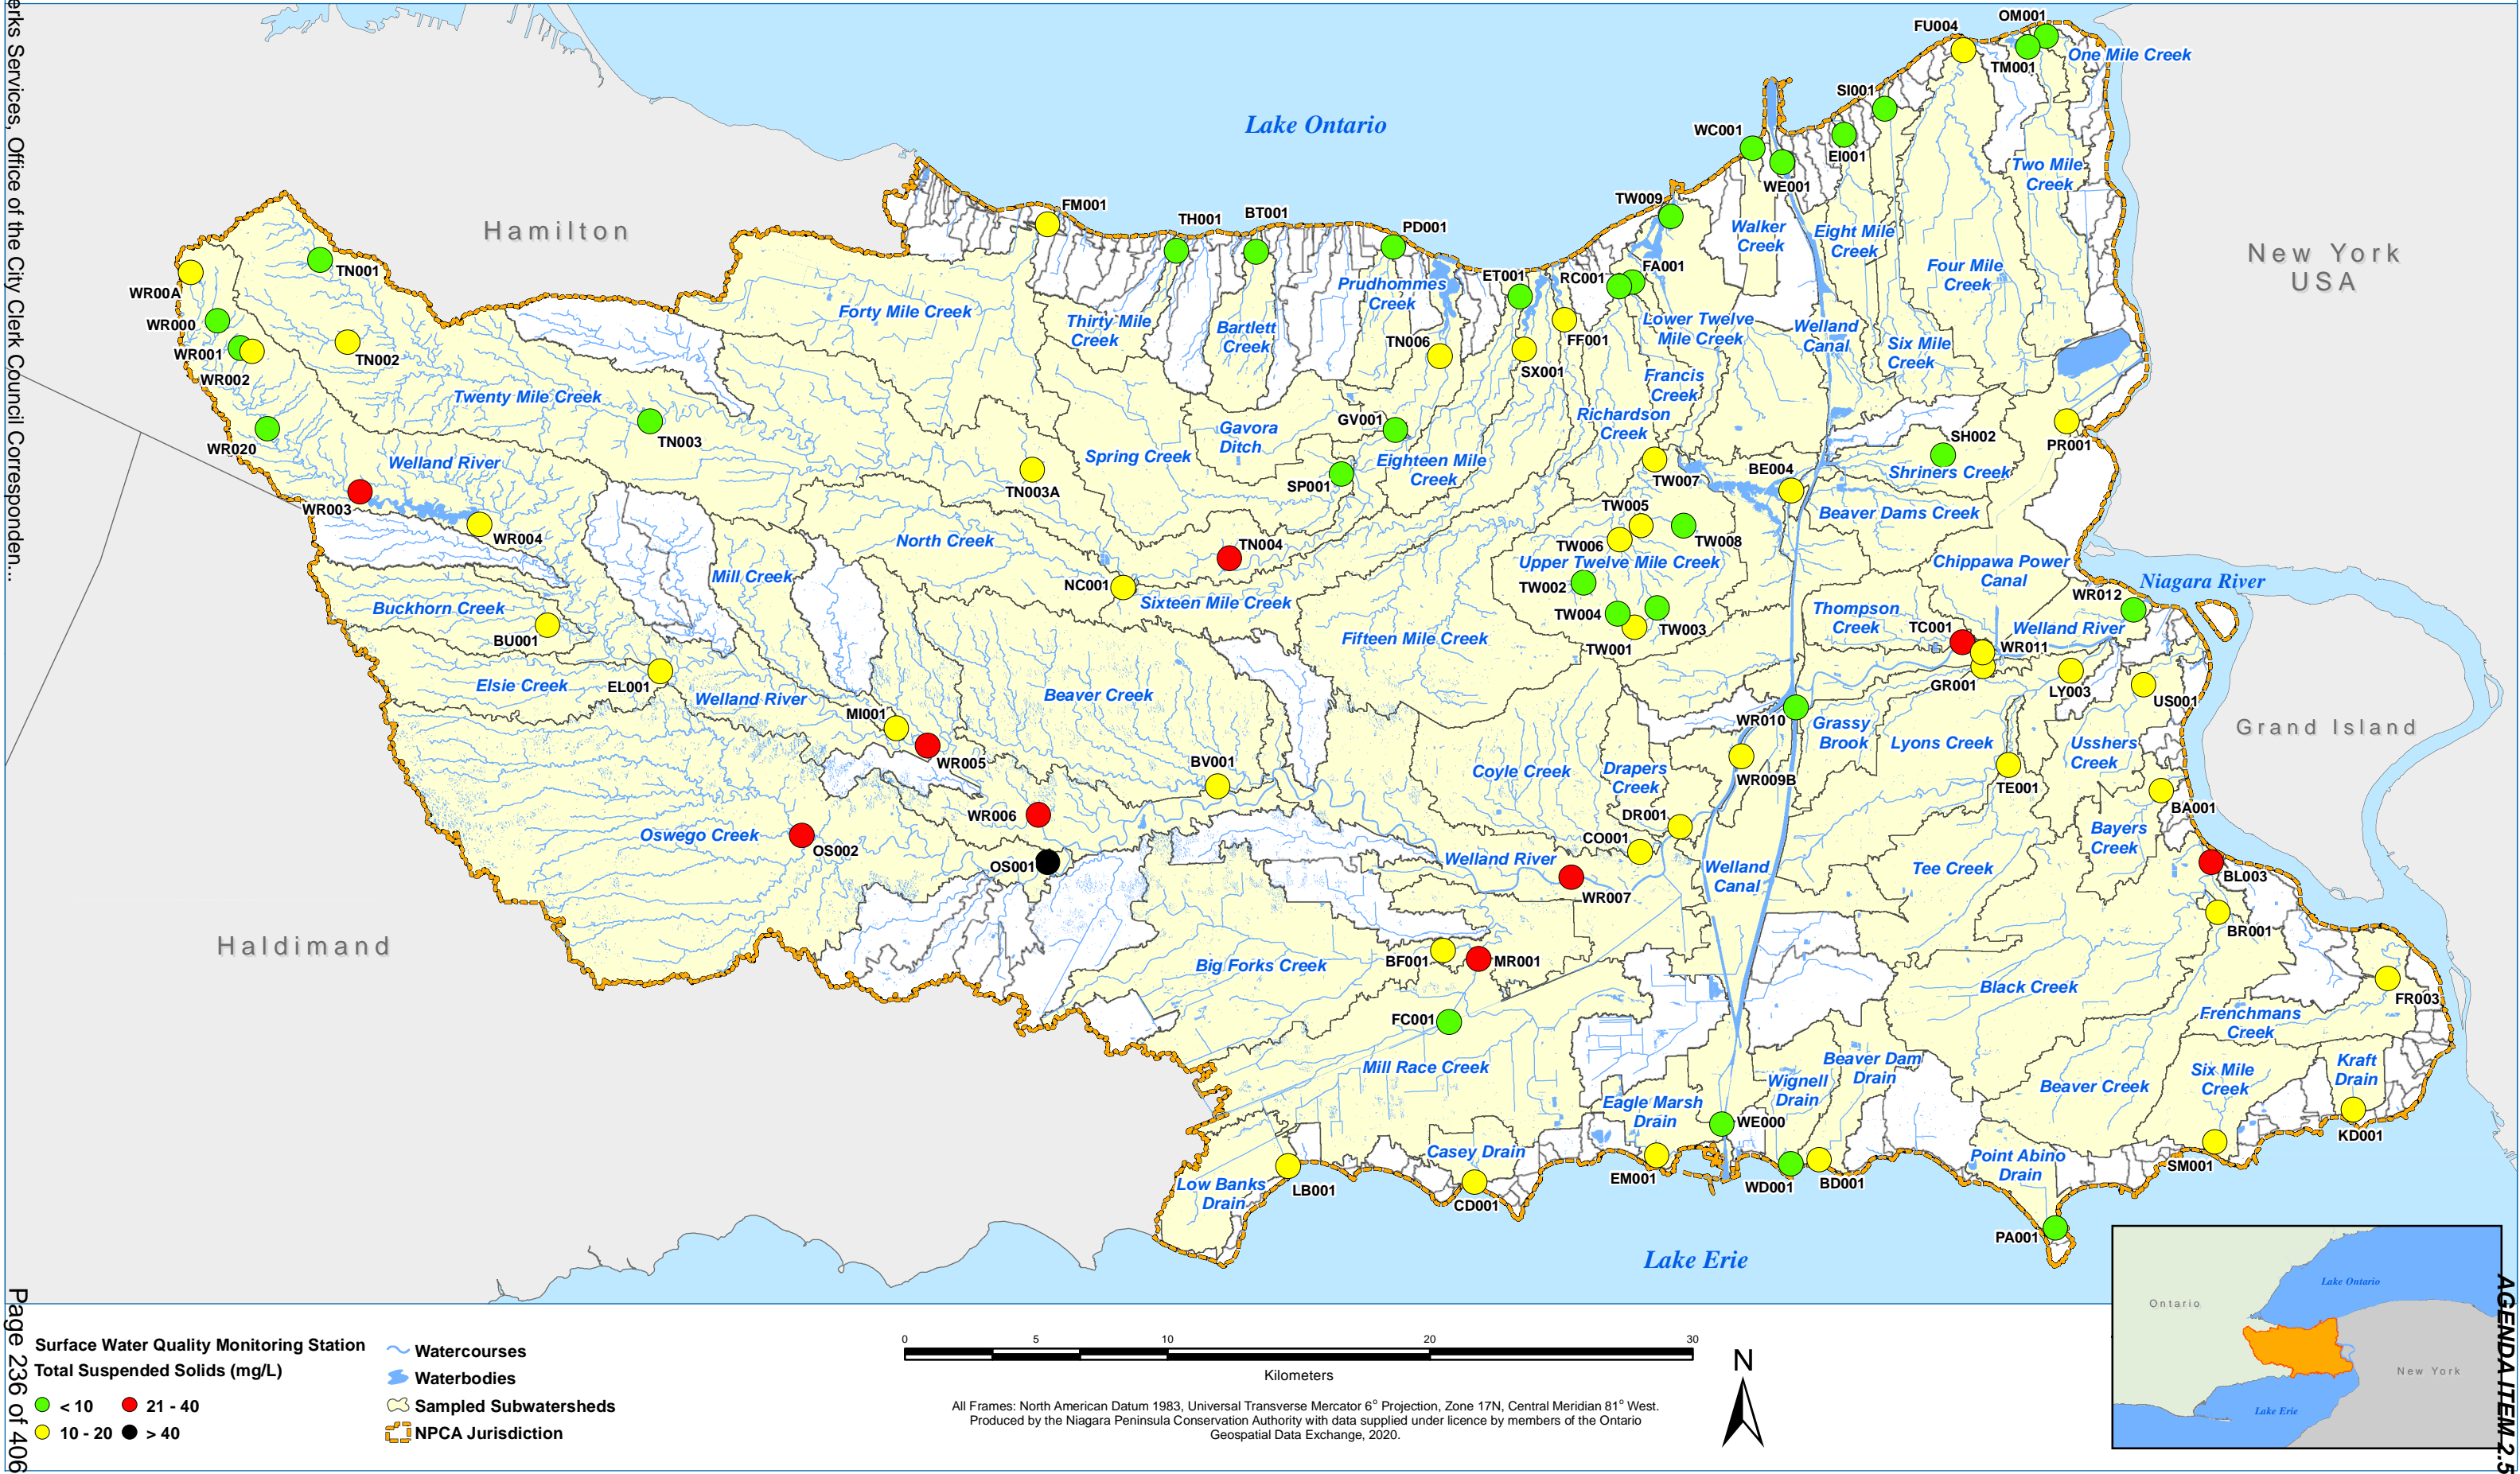 erks Services, Office of the City Clerk Council Corresponden...
Page 236 of 406
AGENDA ITEM 2.5
FU004
OM001
TM001
One Mile Creek
SI001
Lake Ontario
WC001
EI001
WE001
Two Mile
Creek
TW009
FM001
TH001
BT001
PD001
Hamilton
Walker
Creek
Eight Mile
Creek
New York
USA
TN001
WR00A
ET001
RC001
FA001
Four Mile
Creek
Prudhommes
Creek
Forty Mile Creek
Thirty Mile
Creek
Bartlett
Creek
Lower Twelve
Mile Creek
Welland
Canal
Six Mile
Creek
WR000
WR001
WR002
TN002
TN006
FF001
SX001
Francis
Creek
Twenty Mile Creek
TN003
Richardson
Creek
GV001
Gavora
Ditch
PR001
SH002
WR020
Welland River
Spring Creek
Eighteen Mile
Creek
BE004
Shriners Creek
TN003A
SP001
TW007
WR003
TW005
Beaver Dams Creek
WR004
North Creek
TN004
TW006
TW008
Upper Twelve Mile Creek
Chippawa Power
Canal
Niagara River
Mill Creek
NC001
TW002
WR012
Buckhorn Creek
Sixteen Mile Creek
TW004
TW003
Thompson
Creek
TC001
Welland River
BU001
Fifteen Mile Creek
TW001
WR011
Elsie Creek
EL001
GR001
LY003
US001
Welland River
Beaver Creek
MI001
WR010
Grassy
Brook
Lyons Creek
Usshers
Creek
Grand Island
WR005
BV001
Coyle Creek
Drapers
Creek
WR009B
TE001
BA001
WR006
DR001
Oswego Creek
OS002
CO001
Bayers
Creek
OS001
Welland River
Welland
Canal
Tee Creek
BL003
WR007
BR001
Haldimand
Big Forks Creek
BF001
MR001
Black Creek
FR003
FC001
Frenchmans
Creek
Mill Race Creek
Beaver Dam
Drain
Wignell
Drain
Beaver Creek
Six Mile
Creek
Kraft
Drain
Eagle Marsh
Drain
WE000
KD001
Casey Drain
Point Abino
Drain
SM001
Low Banks
Drain
LB001
CD001
EM001
WD001
BD001
PA001
Lake Erie
Surface Water Quality Monitoring Station
Total Suspended Solids (mg/L)
< 10
21 - 40
10 - 20
> 40
Watercourses
Waterbodies
Sampled Subwatersheds
NPCA Jurisdiction
0 5 10 20 30
Kilometers
All Frames: North American Datum 1983, Universal Transverse Mercator 6° Projection, Zone 17N, Central Meridian 81° West.
Produced by the Niagara Peninsula Conservation Authority with data supplied under licence by members of the Ontario
Geospatial Data Exchange, 2020.
N
Lake Ontario
Ontario
New York
Lake Erie